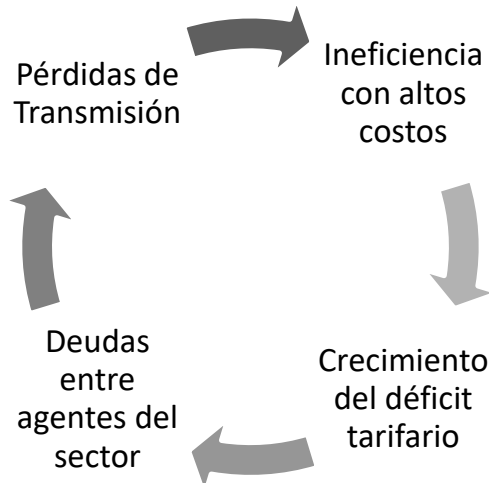 Pérdidas de
Transmisión
Ineficiencia
con altos
costos
Crecimiento
del déficit
tarifario
Deudas
entre
agentes del
sector